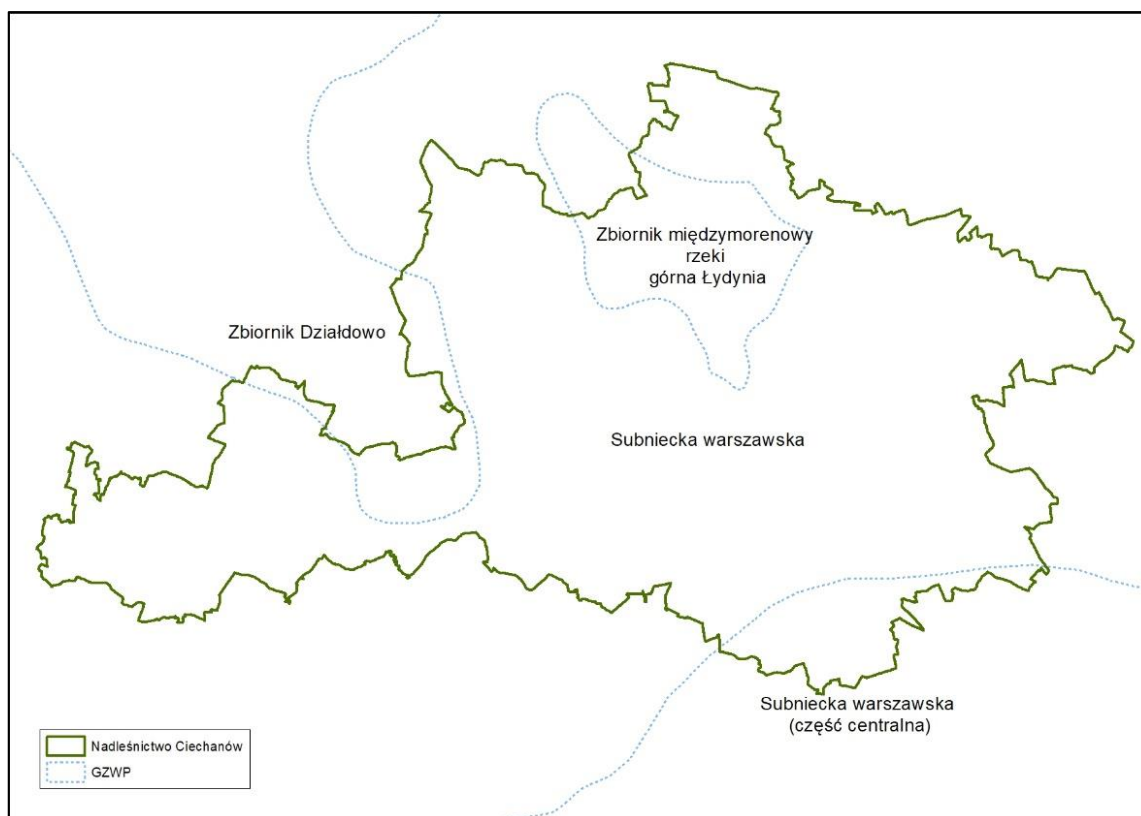 Zbiornik międzymorenowy
rzeki
górna Łydynia
Zbiornik Działdowo
Subniecka warszawska
Subniecka warszawska
(część centralna)
Nadleśnictwo Ciechanów
GZWP